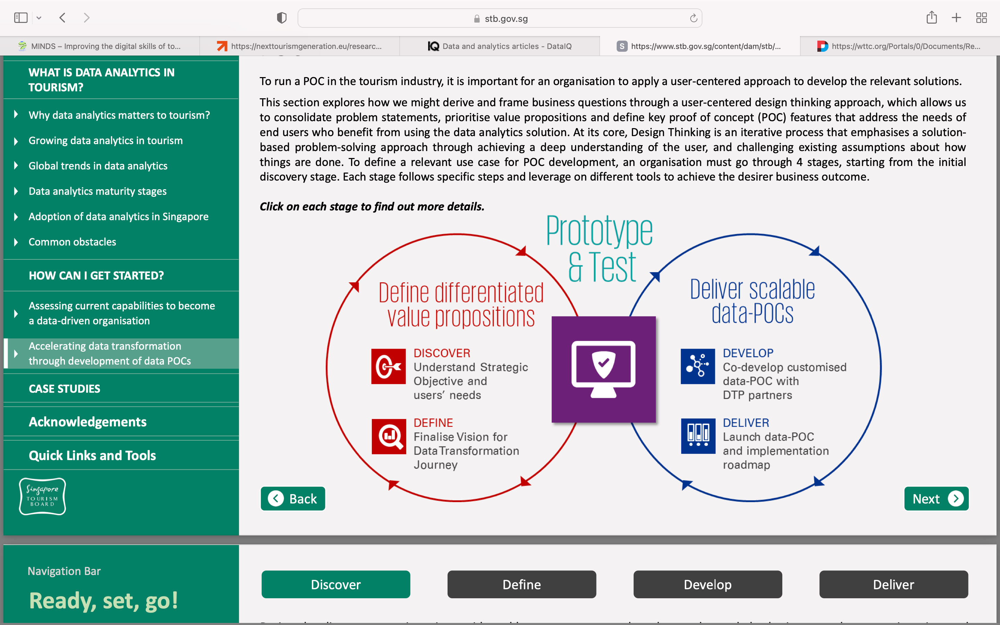 stb.gov.sg
MINDS – Improving the digital skills of to...
https://nexttourismgeneration.eu/researc...
IQ Data and analytics articles - DataIQ
S https://www.stb.gov.sg/content/dam/stb/...
https://wttc.org/Portals/0/Documents/Re...
WHAT IS DATA ANALYTICS IN
TOURISM?
Why data analytics matters to tourism?
Growing data analytics in tourism
Global trends in data analytics
Data analytics maturity stages
Adoption of data analytics in Singapore
Common obstacles
HOW CAN I GET STARTED?
Assessing current capabilities to become
a data-driven organisation
Accelerating data transformation
through development of data POCs
CASE STUDIES
Acknowledgements
Quick Links and Tools
Singapore
TOURISM
BOARD
To run a POC in the tourism industry, it is important for an organisation to apply a user-centered approach to develop the relevant solutions.
This section explores how we might derive and frame business questions through a user-centered design thinking approach, which allows us
to consolidate problem statements, prioritise value propositions and define key proof of concept (POC) features that address the needs of
end users who benefit from using the data analytics solution. At its core, Design Thinking is an iterative process that emphasises a solution-
based problem-solving approach through achieving a deep understanding of the user, and challenging existing assumptions about how
things are done. To define a relevant use case for POC development, an organisation must go through 4 stages, starting from the initial
discovery stage. Each stage follows specific steps and leverage on different tools to achieve the desirer business outcome.
Click on each stage to find out more details.
Prototype
& Test
Define differentiated
value propositions
DISCOVER
Understand Strategic
Objective and
users' needs
DEFINE
Finalise Vision for
Data Transformation
Journey
Deliver scalable
data-POCs
DEVELOP
Co-develop customised
data-POC with
DTP partners
DELIVER
Launch data-POC
and implementation
roadmap
Back
Next
Navigation Bar
Ready, set, go!
Discover
Define
Develop
Deliver